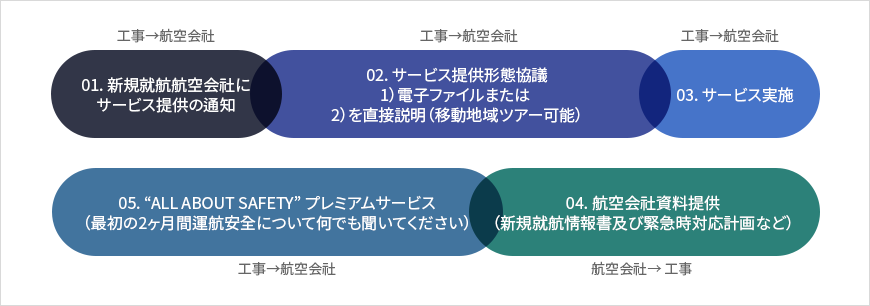 工事→航空会社
工事→航空会社
工事→航空会社
01. 新規就航航空会社に
サービス提供の通知
02. サービス提供形態協議
1) 電子ファイルまたは
2) を直接説明 (移動地域ツアー可能)
03. サービス実施
05. “ALL ABOUT SAFETY” プレミアムサービス
(最初の2ヶ月間運航安全について何でも聞いてください)
04. 航空会社資料提供
(新規就航情報書及び緊急時対応計画など)
工事→航空会社
航空会社→ 工事